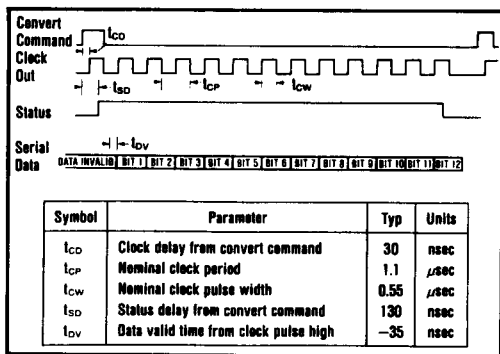 Convert
Command
tCD
Clock
Out
tSD
tCP
tCW
Status
Serial
Data
tDV
DATA INVALID BIT 1 BIT 2 BIT 3 BIT 4 BIT 5 BIT 6 BIT 7 BIT 8 BIT 9 BIT 10 BIT 11 BIT 12
Symbol Parameter Typ Units
tCD Clock delay from convert command 30 nsec
tCP Nominal clock period 1.1 μsec
tCW Nominal clock pulse width 0.55 μsec
tSD Status delay from convert command 130 nsec
tDV Data valid time from clock pulse high −35 nsec